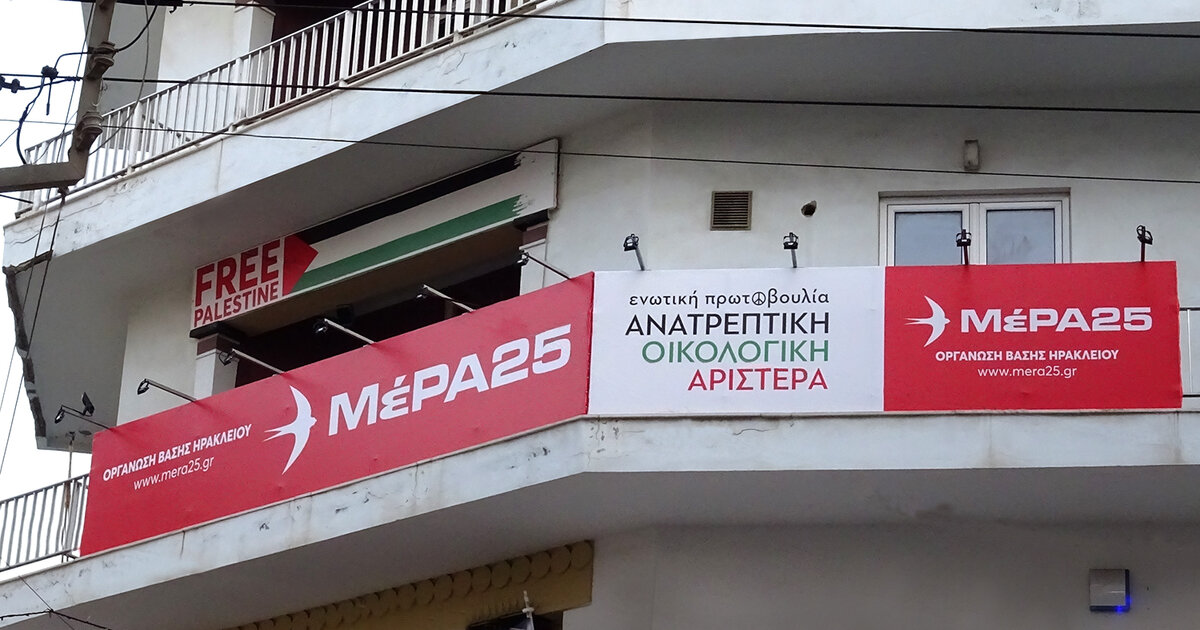 FREE
PALESTINE
ΟΡΓΑΝΩΣΗ ΒΑΣΗΣ ΗΡΑΚΛΕΙΟΥ
www.mera25.gr
ΜέΡΑ25
ενωτική πρωτοβουλία
ΑΝΑΤΡΕΠΤΙΚΗ
ΟΙΚΟΛΟΓΙΚΗ
ΑΡΙΣΤΕΡΑ
ΜέΡΑ25
ΟΡΓΑΝΩΣΗ ΒΑΣΗΣ ΗΡΑΚΛΕΙΟΥ
www.mera25.gr